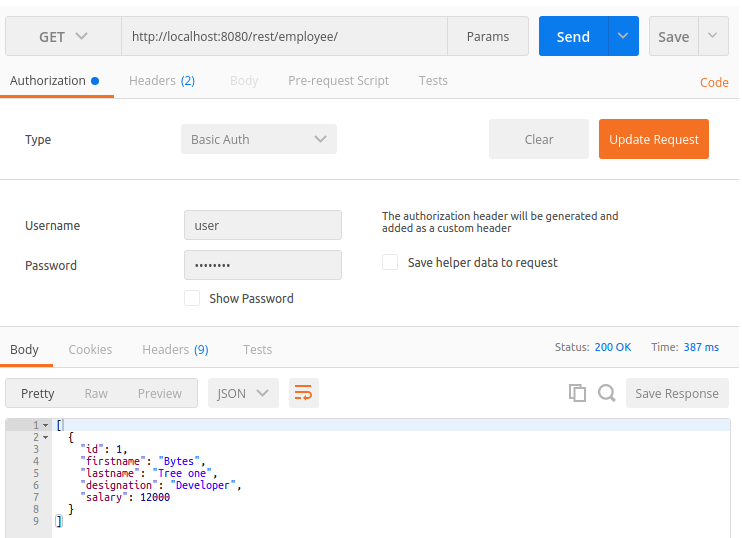 GET http://localhost:8080/rest/employee/ Params Send Save
Authorization Headers (2) Body Pre-request Script Tests Code
Type Basic Auth Clear Update Request
Username user
The authorization header will be generated and
added as a custom header
Password ••••••••
Save helper data to request
Show Password
Body Cookies Headers (9) Tests Status: 200 OK Time: 387 ms
Pretty Raw Preview JSON Save Response
1 [
2 {
3 "id": 1,
4 "firstname": "Bytes",
5 "lastname": "Tree one",
6 "designation": "Developer",
7 "salary": 12000
8 }
9 ]